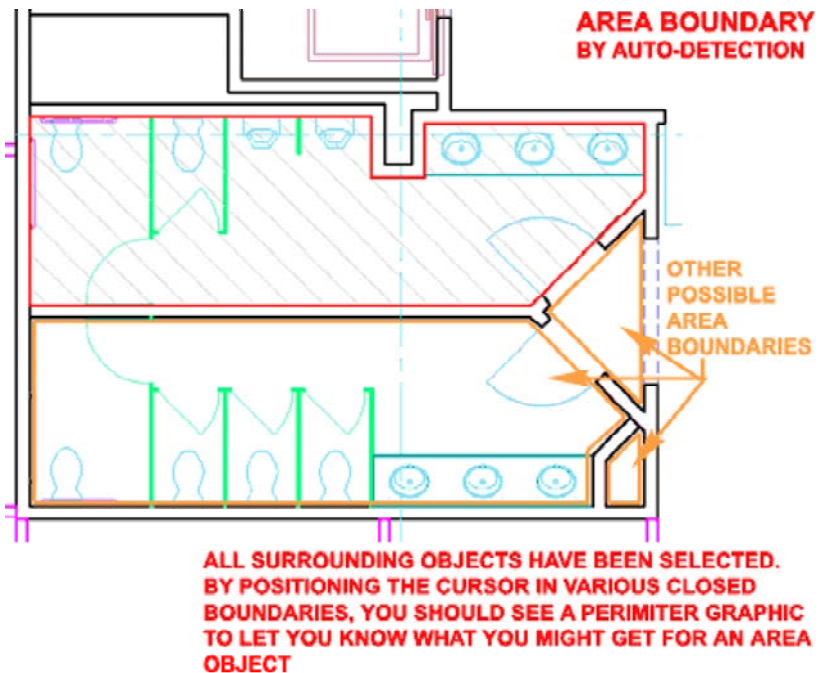 AREA BOUNDARY
BY AUTO-DETECTION
OTHER
POSSIBLE
AREA
BOUNDARIES
ALL SURROUNDING OBJECTS HAVE BEEN SELECTED.
BY POSITIONING THE CURSOR IN VARIOUS CLOSED
BOUNDARIES, YOU SHOULD SEE A PERIMITER GRAPHIC
TO LET YOU KNOW WHAT YOU MIGHT GET FOR AN AREA
OBJECT